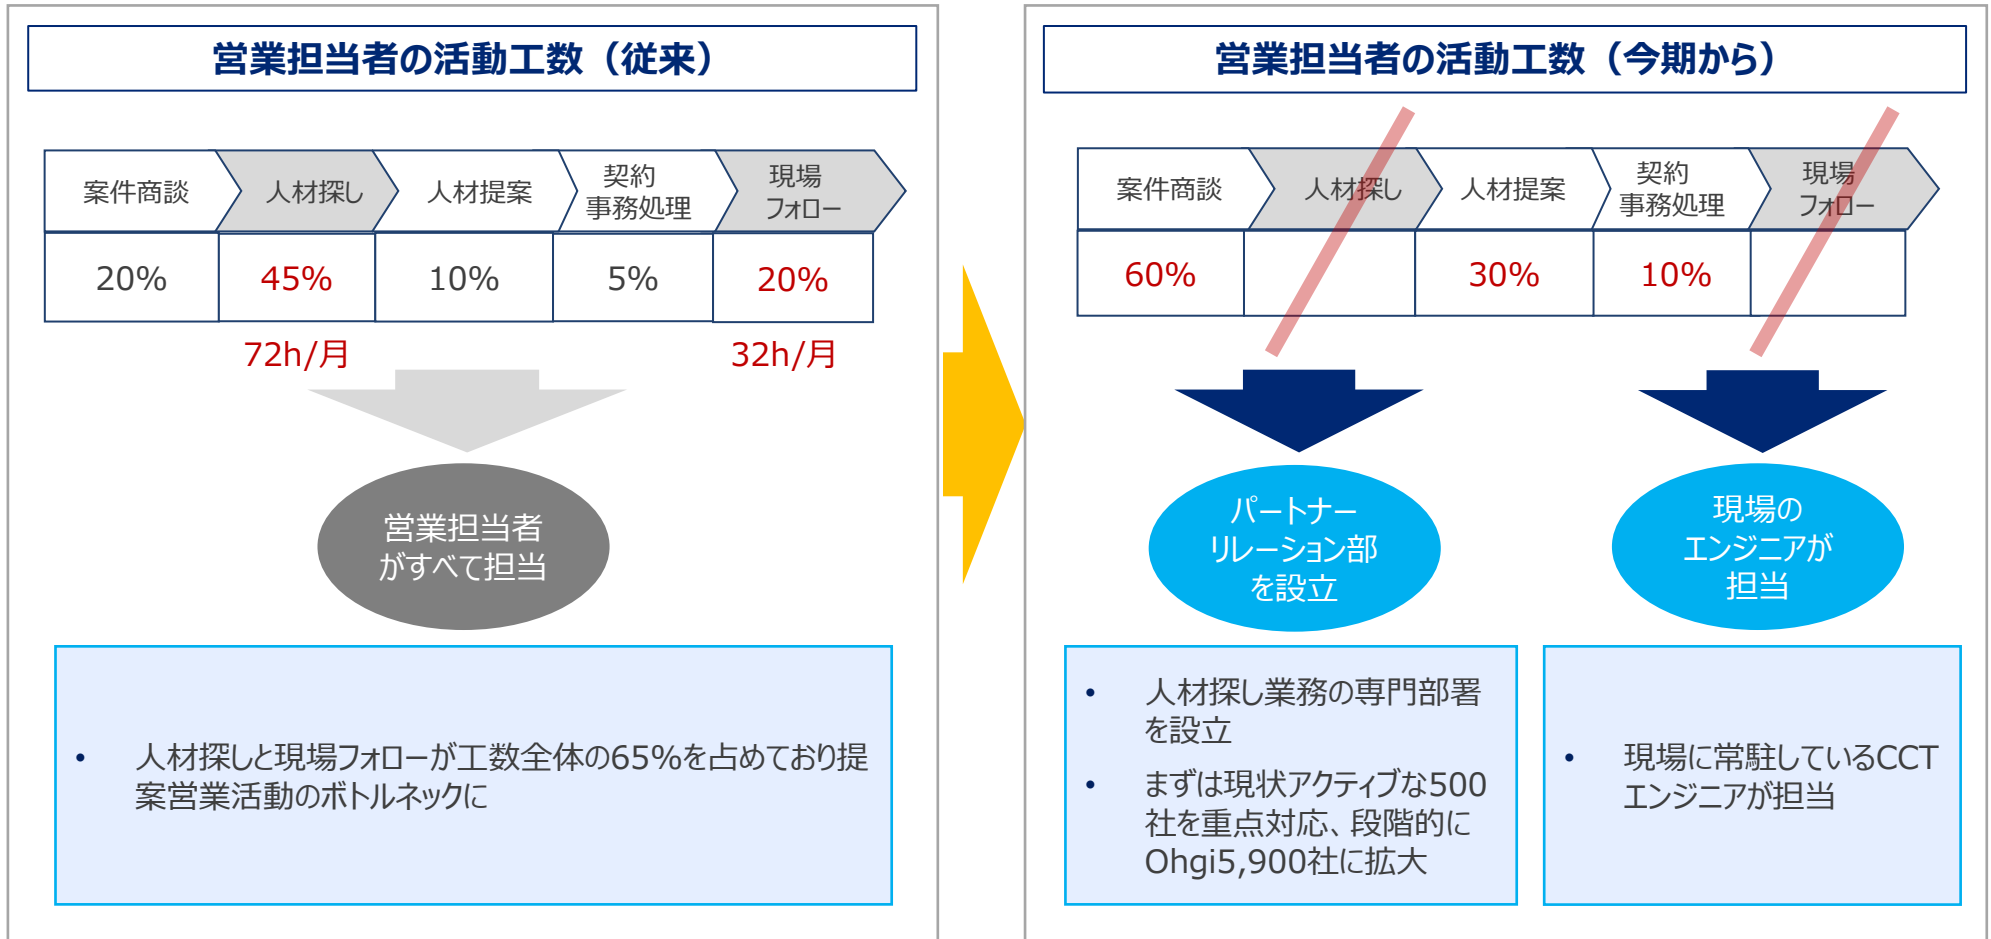 営業担当者の活動工数（従来）
案件商談
人材探し
人材提案
契約
事務処理
現場
フォロー
20%
45%
10%
5%
20%
72h/月
32h/月
営業担当者
がすべて担当
• 人材探しと現場フォローが工数全体の65%を占めており提
案営業活動のボトルネックに
営業担当者の活動工数（今期から）
案件商談
人材探し
人材提案
契約
事務処理
現場
フォロー
60%
30%
10%
パートナー
リレーション部
を設立
現場の
エンジニアが
担当
• 人材探し業務の専門部署
を設立
• まずは現状アクティブな500
社を重点対応、段階的に
Ohgi5,900社に拡大
• 現場に常駐しているCCT
エンジニアが担当